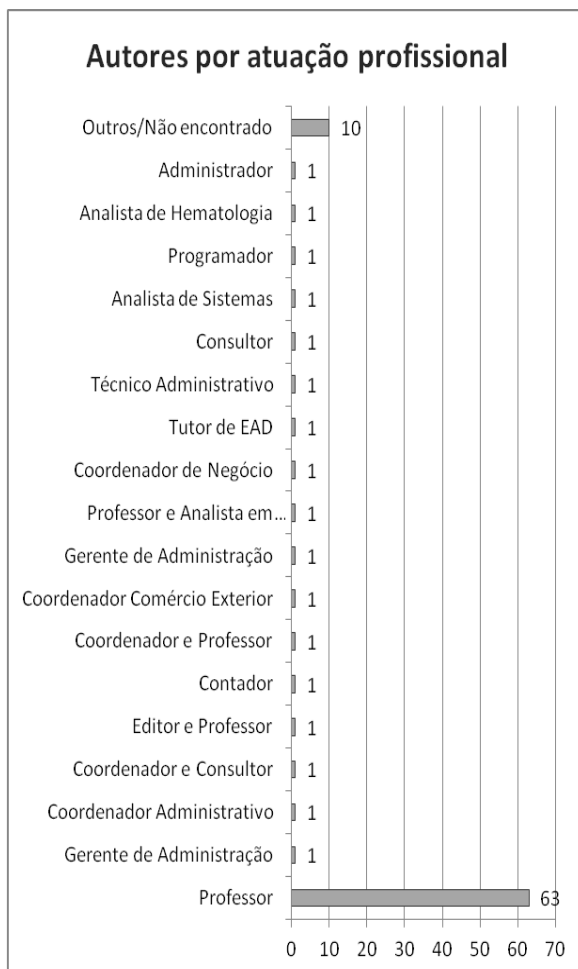 Autores por atuação profissional
Outros/Não encontrado 10
Administrador 1
Analista de Hematologia 1
Programador 1
Analista de Sistemas 1
Consultor 1
Técnico Administrativo 1
Tutor de EAD 1
Coordenador de Negócio 1
Professor e Analista em... 1
Gerente de Administração 1
Coordenador Comércio Exterior 1
Coordenador e Professor 1
Contador 1
Editor e Professor 1
Coordenador e Consultor 1
Coordenador Administrativo 1
Gerente de Administração 1
Professor 63
0 10 20 30 40 50 60 70